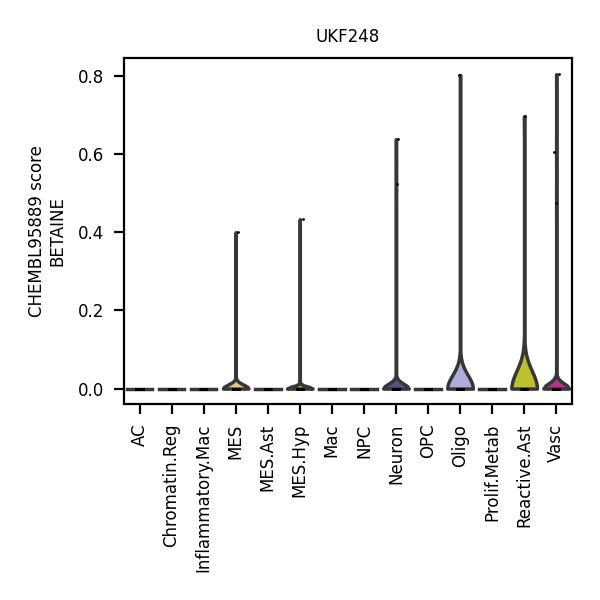 UKF248
CHEMBL95889 score
BETAINE
0.8
0.6
0.4
0.2
0.0
AC
Chromatin.Reg
Inflammatory.Mac
MES
MES.Ast
MES.Hyp
Mac
NPC
Neuron
OPC
Oligo
Prolif.Metab
Reactive.Ast
Vasc